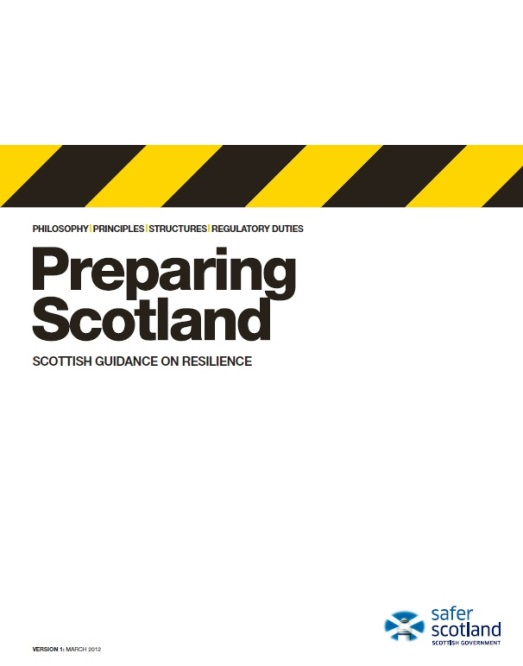 PHILOSOPHY|PRINCIPLES|STRUCTURES|REGULATORY DUTIES
Preparing
Scotland
SCOTTISH GUIDANCE ON RESILIENCE
safer
scotland
SCOTTISH GOVERNMENT
VERSION 1: MARCH 2012